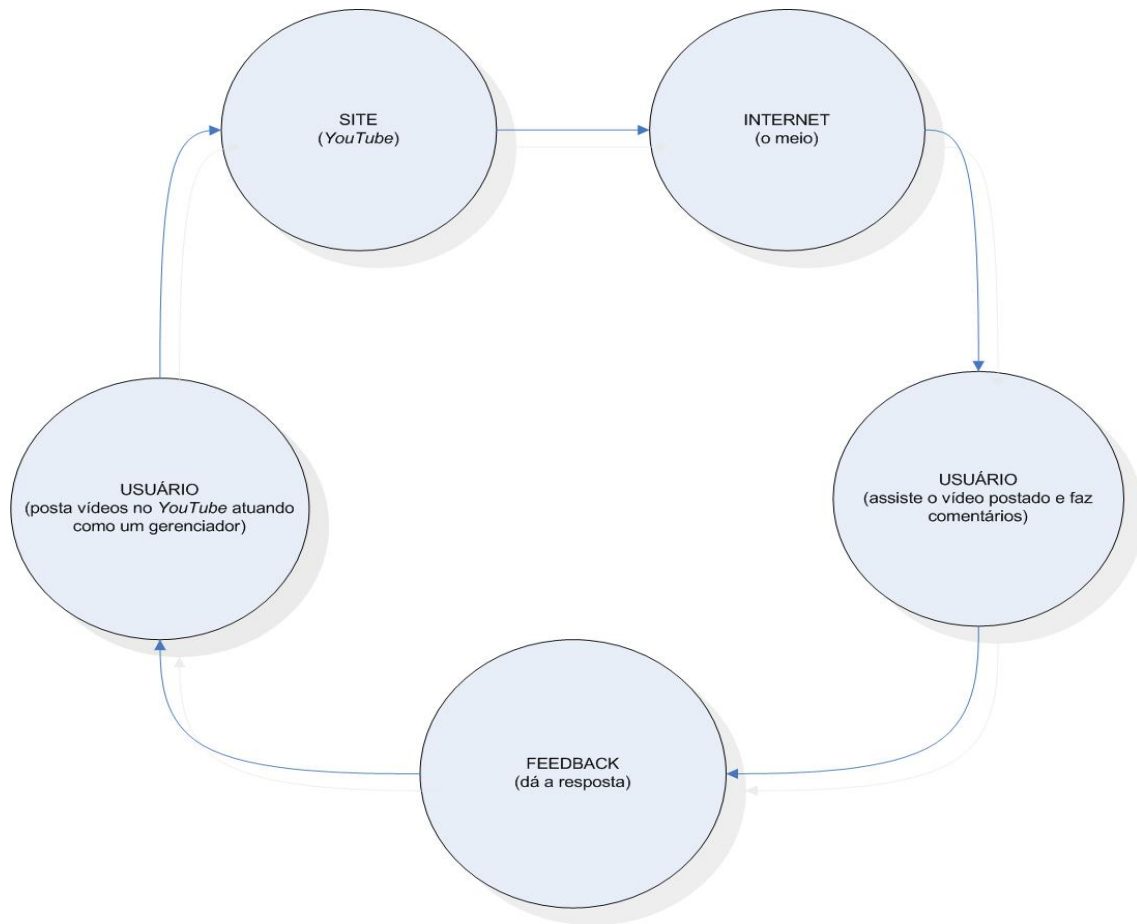 SITE
(YouTube)
INTERNET
(o meio)
USUÁRIO
(posta vídeos no YouTube atuando
como um gerenciador)
USUÁRIO
(assiste o vídeo postado e faz
comentários)
FEEDBACK
(dá a resposta)